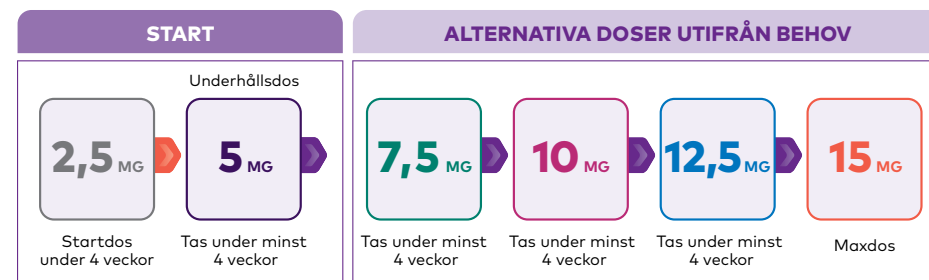 START
ALTERNATIVA DOSER UTIFRÅN BEHOV
Underhållsdos
2,5 MG
5 MG
7,5 MG
10 MG
12,5 MG
15 MG
Startdos
under 4 veckor
Tas under minst
4 veckor
Tas under minst
4 veckor
Tas under minst
4 veckor
Tas under minst
4 veckor
Maxdos